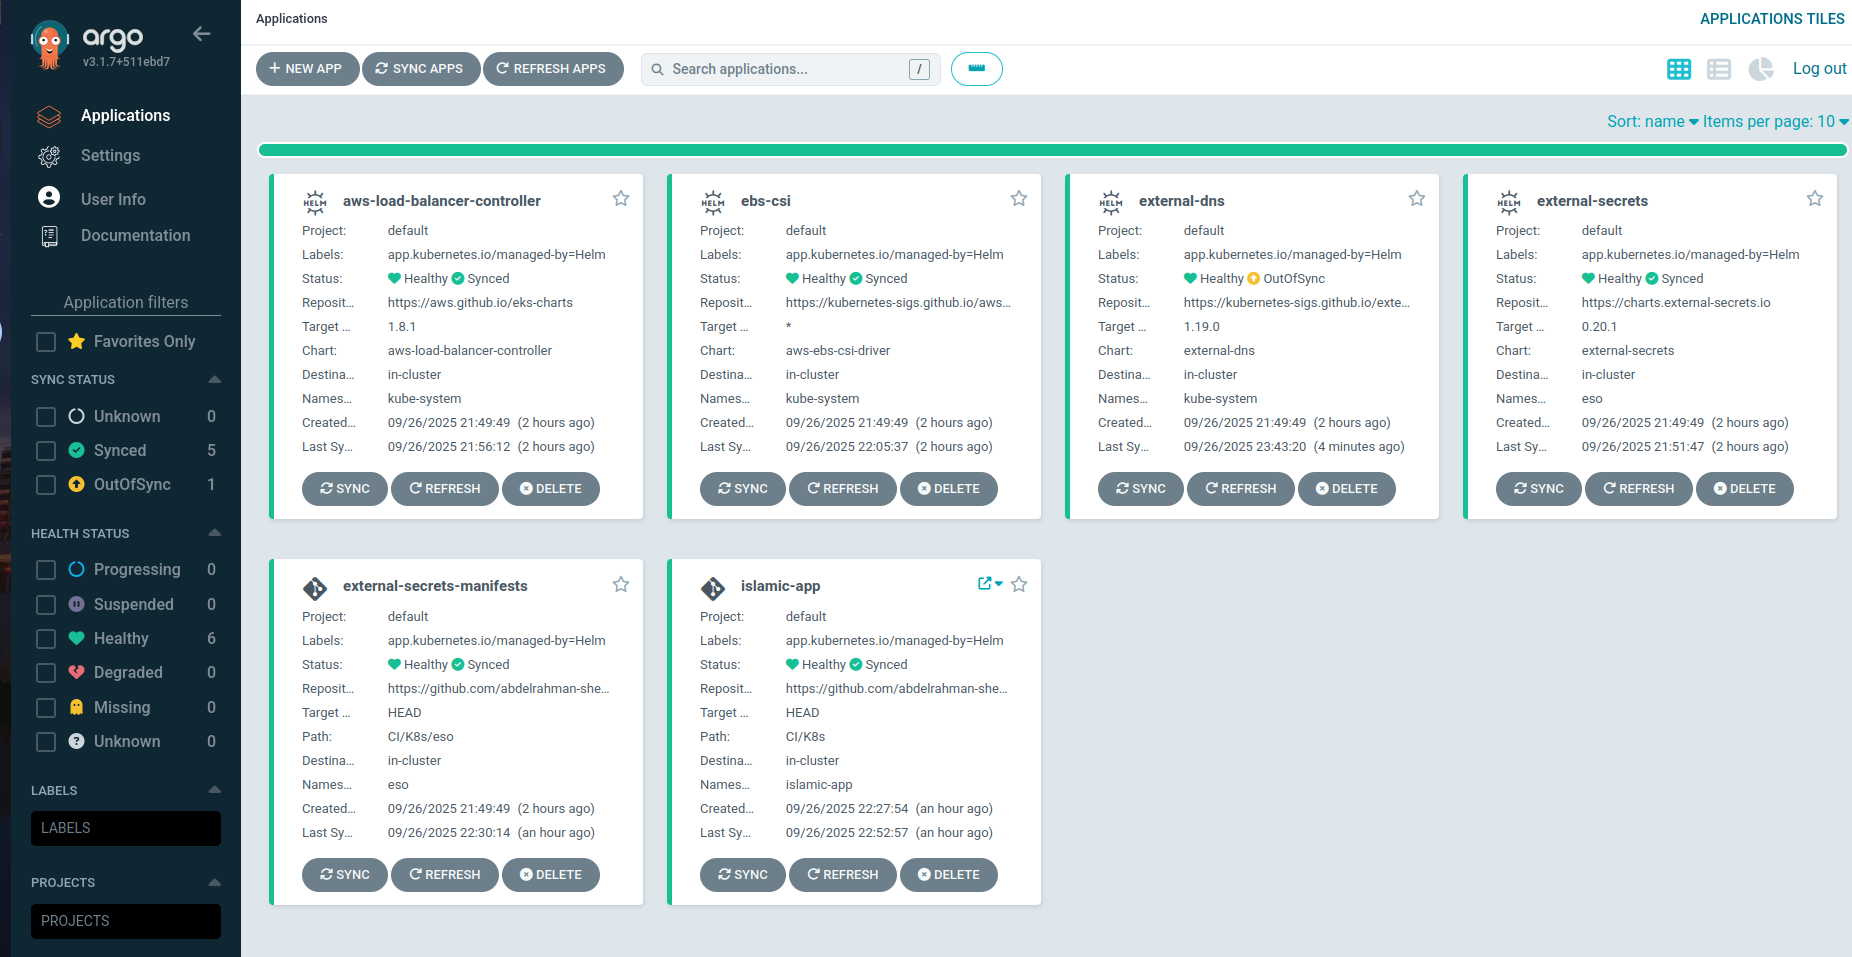 argo
v3.1.7+511ebd7
Applications
Settings
User Info
Documentation
Application filters
Favorites Only
SYNC STATUS
Unknown 0
Synced 5
OutOfSync 1
HEALTH STATUS
Progressing 0
Suspended 0
Healthy 6
Degraded 0
Missing 0
Unknown 0
LABELS
LABELS
PROJECTS
PROJECTS
Applications
APPLICATIONS TILES
NEW APP SYNC APPS REFRESH APPS Search applications... / Log out
Sort: name Items per page: 10
HELM aws-load-balancer-controller
Project: default
Labels: app.kubernetes.io/managed-by=Helm
Status: Healthy Synced
Reposit... https://aws.github.io/eks-charts
Target ... 1.8.1
Chart: aws-load-balancer-controller
Destina... in-cluster
Names... kube-system
Created... 09/26/2025 21:49:49 (2 hours ago)
Last Sy... 09/26/2025 21:56:12 (2 hours ago)
SYNC REFRESH DELETE
HELM ebs-csi
Project: default
Labels: app.kubernetes.io/managed-by=Helm
Status: Healthy Synced
Reposit... https://kubernetes-sigs.github.io/aws...
Target ... *
Chart: aws-ebs-csi-driver
Destina... in-cluster
Names... kube-system
Created... 09/26/2025 21:49:49 (2 hours ago)
Last Sy... 09/26/2025 22:05:37 (2 hours ago)
SYNC REFRESH DELETE
HELM external-dns
Project: default
Labels: app.kubernetes.io/managed-by=Helm
Status: Healthy OutOfSync
Reposit... https://kubernetes-sigs.github.io/exte...
Target ... 1.19.0
Chart: external-dns
Destina... in-cluster
Names... kube-system
Created... 09/26/2025 21:49:49 (2 hours ago)
Last Sy... 09/26/2025 23:43:20 (4 minutes ago)
SYNC REFRESH DELETE
HELM external-secrets
Project: default
Labels: app.kubernetes.io/managed-by=Helm
Status: Healthy Synced
Reposit... https://charts.external-secrets.io
Target ... 0.20.1
Chart: external-secrets
Destina... in-cluster
Names... eso
Created... 09/26/2025 21:49:49 (2 hours ago)
Last Sy... 09/26/2025 21:51:47 (2 hours ago)
SYNC REFRESH DELETE
external-secrets-manifests
Project: default
Labels: app.kubernetes.io/managed-by=Helm
Status: Healthy Synced
Reposit... https://github.com/abdelrahman-she...
Target ... HEAD
Path: CI/K8s/eso
Destina... in-cluster
Names... eso
Created... 09/26/2025 21:49:49 (2 hours ago)
Last Sy... 09/26/2025 22:30:14 (an hour ago)
SYNC REFRESH DELETE
islamic-app
Project: default
Labels: app.kubernetes.io/managed-by=Helm
Status: Healthy Synced
Reposit... https://github.com/abdelrahman-she...
Target ... HEAD
Path: CI/K8s
Destina... in-cluster
Names... islamic-app
Created... 09/26/2025 22:27:54 (an hour ago)
Last Sy... 09/26/2025 22:52:57 (an hour ago)
SYNC REFRESH DELETE